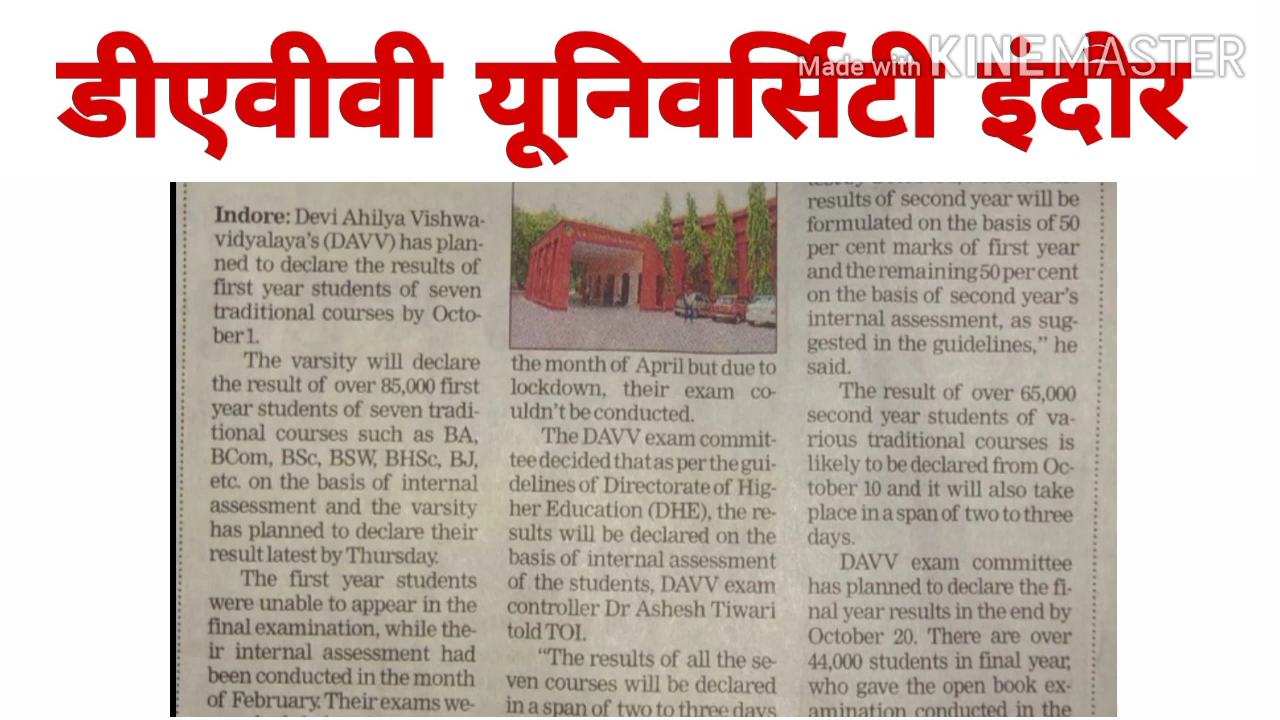 डीएवीवी यूनिवर्सिटी इंदौर
Made with KINEMASTER
Indore: Devi Ahilya Vishwa-
vidyalaya's (DAVV) has plan-
ned to declare the results of
first year students of seven
traditional courses by Octo-
ber 1.
The varsity will declare
the result of over 85,000 first
year students of seven tradi-
tional courses such as BA,
BCom, BSc, BSW, BHSc, BJ,
etc. on the basis of internal
assessment and the varsity
has planned to declare their
result latest by Thursday.
The first year students
were unable to appear in the
final examination, while the-
ir internal assessment had
been conducted in the month
of February. Their exams we-
the month of April but due to
lockdown, their exam co-
uldn't be conducted.
The DAVV exam commit-
tee decided that as per the gui-
delines of Directorate of Hig-
her Education (DHE), the re-
sults will be declared on the
basis of internal assessment
of the students, DAVV exam
controller Dr Ashesh Tiwari
told TOI.
"The results of all the se-
ven courses will be declared
in a span of two to three days
results of second year will be
formulated on the basis of 50
per cent marks of first year
and the remaining 50 per cent
on the basis of second year's
internal assessment, as sug-
gested in the guidelines," he
said.
The result of over 65,000
second year students of va-
rious traditional courses is
likely to be declared from Oc-
tober 10 and it will also take
place in a span of two to three
days.
DAVV exam committee
has planned to declare the fi-
nal year results in the end by
October 20. There are over
44,000 students in final year,
who gave the open book ex-
amination conducted in the